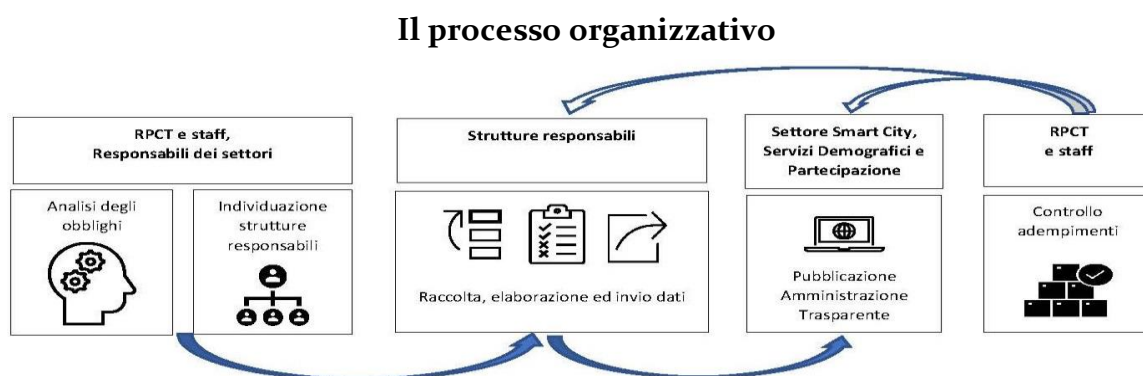 Il processo organizzativo
RPCT e staff,
Responsabili dei settori
Analisi degli
obblighi
Individuazione
strutture
responsabili
Strutture responsabili
Raccolta, elaborazione ed invio dati
Settore Smart City,
Servizi Demografici e
Partecipazione
Pubblicazione
Amministrazione
Trasparente
RPCT
e staff
Controllo
adempimenti